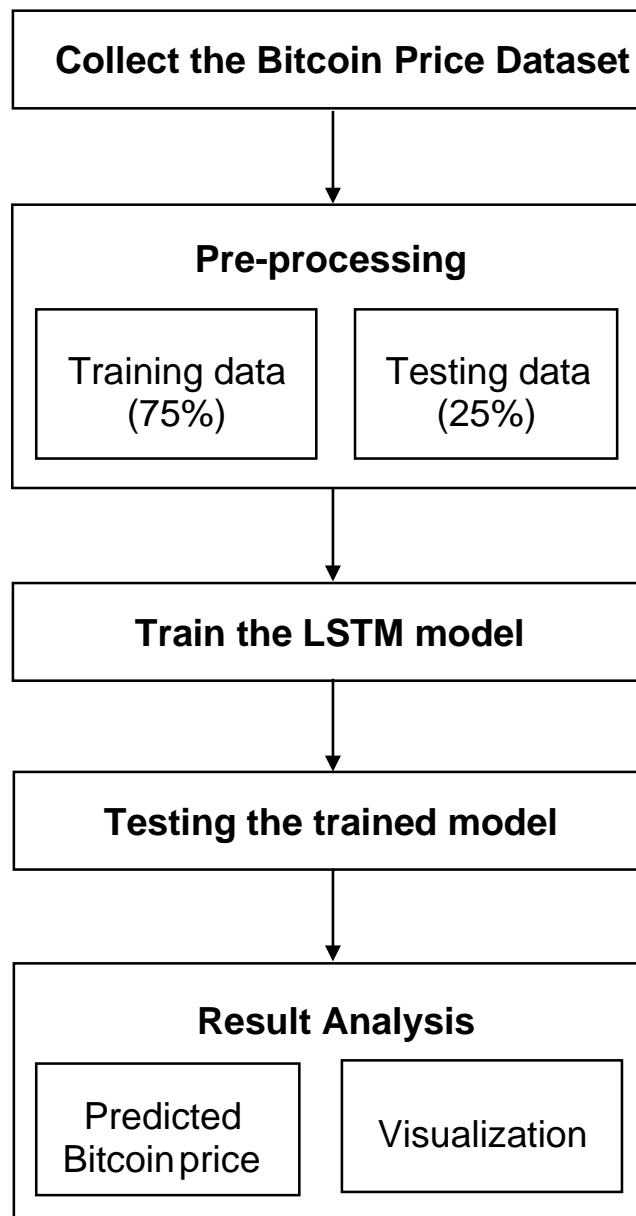 Collect the Bitcoin Price Dataset
Pre-processing
Training data
(75%)
Testing data
(25%)
Train the LSTM model
Testing the trained model
Result Analysis
Predicted
Bitcoin price
Visualization